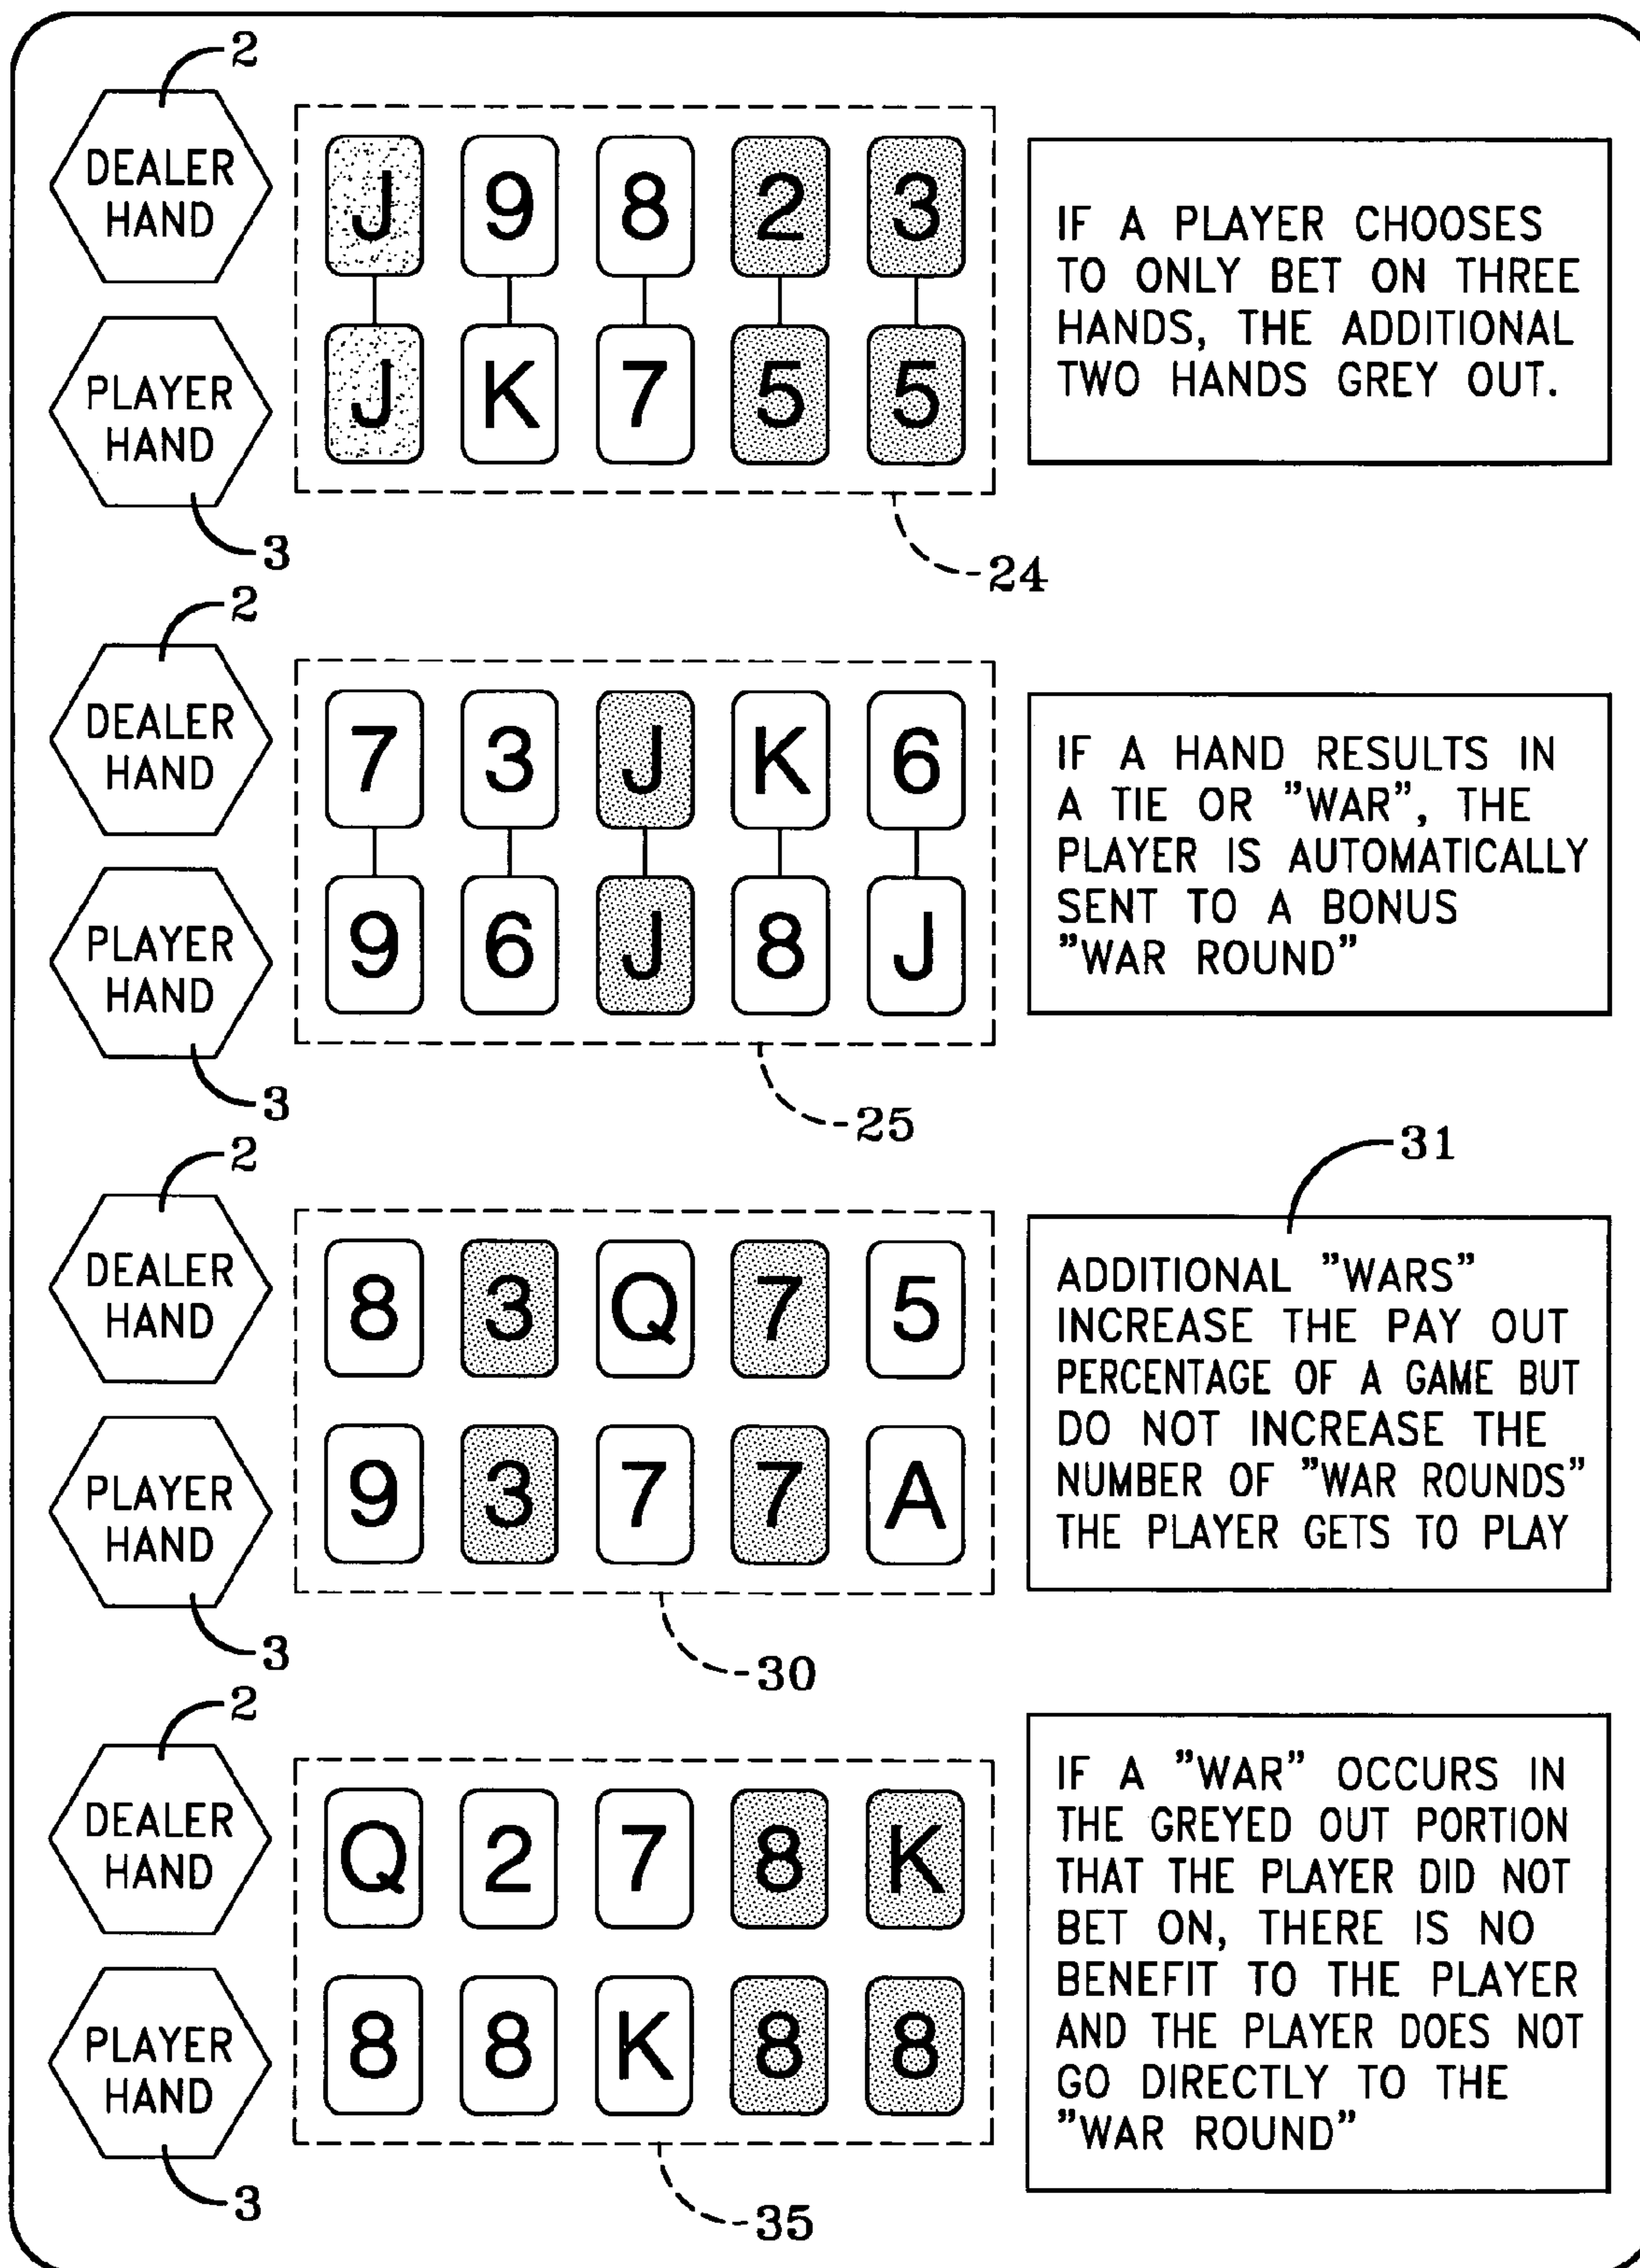 2
DEALER
HAND
J 9 8 2 3
PLAYER
HAND
J K 7 5 5
3
24
IF A PLAYER CHOOSES
TO ONLY BET ON THREE
HANDS, THE ADDITIONAL
TWO HANDS GREY OUT.
2
DEALER
HAND
7 3 J K 6
PLAYER
HAND
9 6 J 8 J
3
25
IF A HAND RESULTS IN
A TIE OR "WAR", THE
PLAYER IS AUTOMATICALLY
SENT TO A BONUS
"WAR ROUND"
2
DEALER
HAND
8 3 Q 7 5
PLAYER
HAND
9 3 7 7 A
3
30
31
ADDITIONAL "WARS"
INCREASE THE PAY OUT
PERCENTAGE OF A GAME BUT
DO NOT INCREASE THE
NUMBER OF "WAR ROUNDS"
THE PLAYER GETS TO PLAY
2
DEALER
HAND
Q 2 7 8 K
PLAYER
HAND
8 8 K 8 8
3
35
IF A "WAR" OCCURS IN
THE GREYED OUT PORTION
THAT THE PLAYER DID NOT
BET ON, THERE IS NO
BENEFIT TO THE PLAYER
AND THE PLAYER DOES NOT
GO DIRECTLY TO THE
"WAR ROUND"